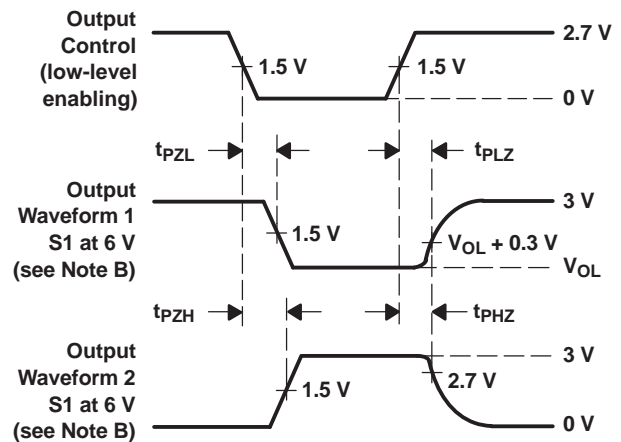 Output
Control
(low-level
enabling)
1.5 V
1.5 V
2.7 V
0 V
tPZL
tPLZ
Output
Waveform 1
S1 at 6 V
(see Note B)
1.5 V
3 V
VOL + 0.3 V
VOL
tPZH
tPHZ
Output
Waveform 2
S1 at 6 V
(see Note B)
1.5 V
3 V
2.7 V
0 V